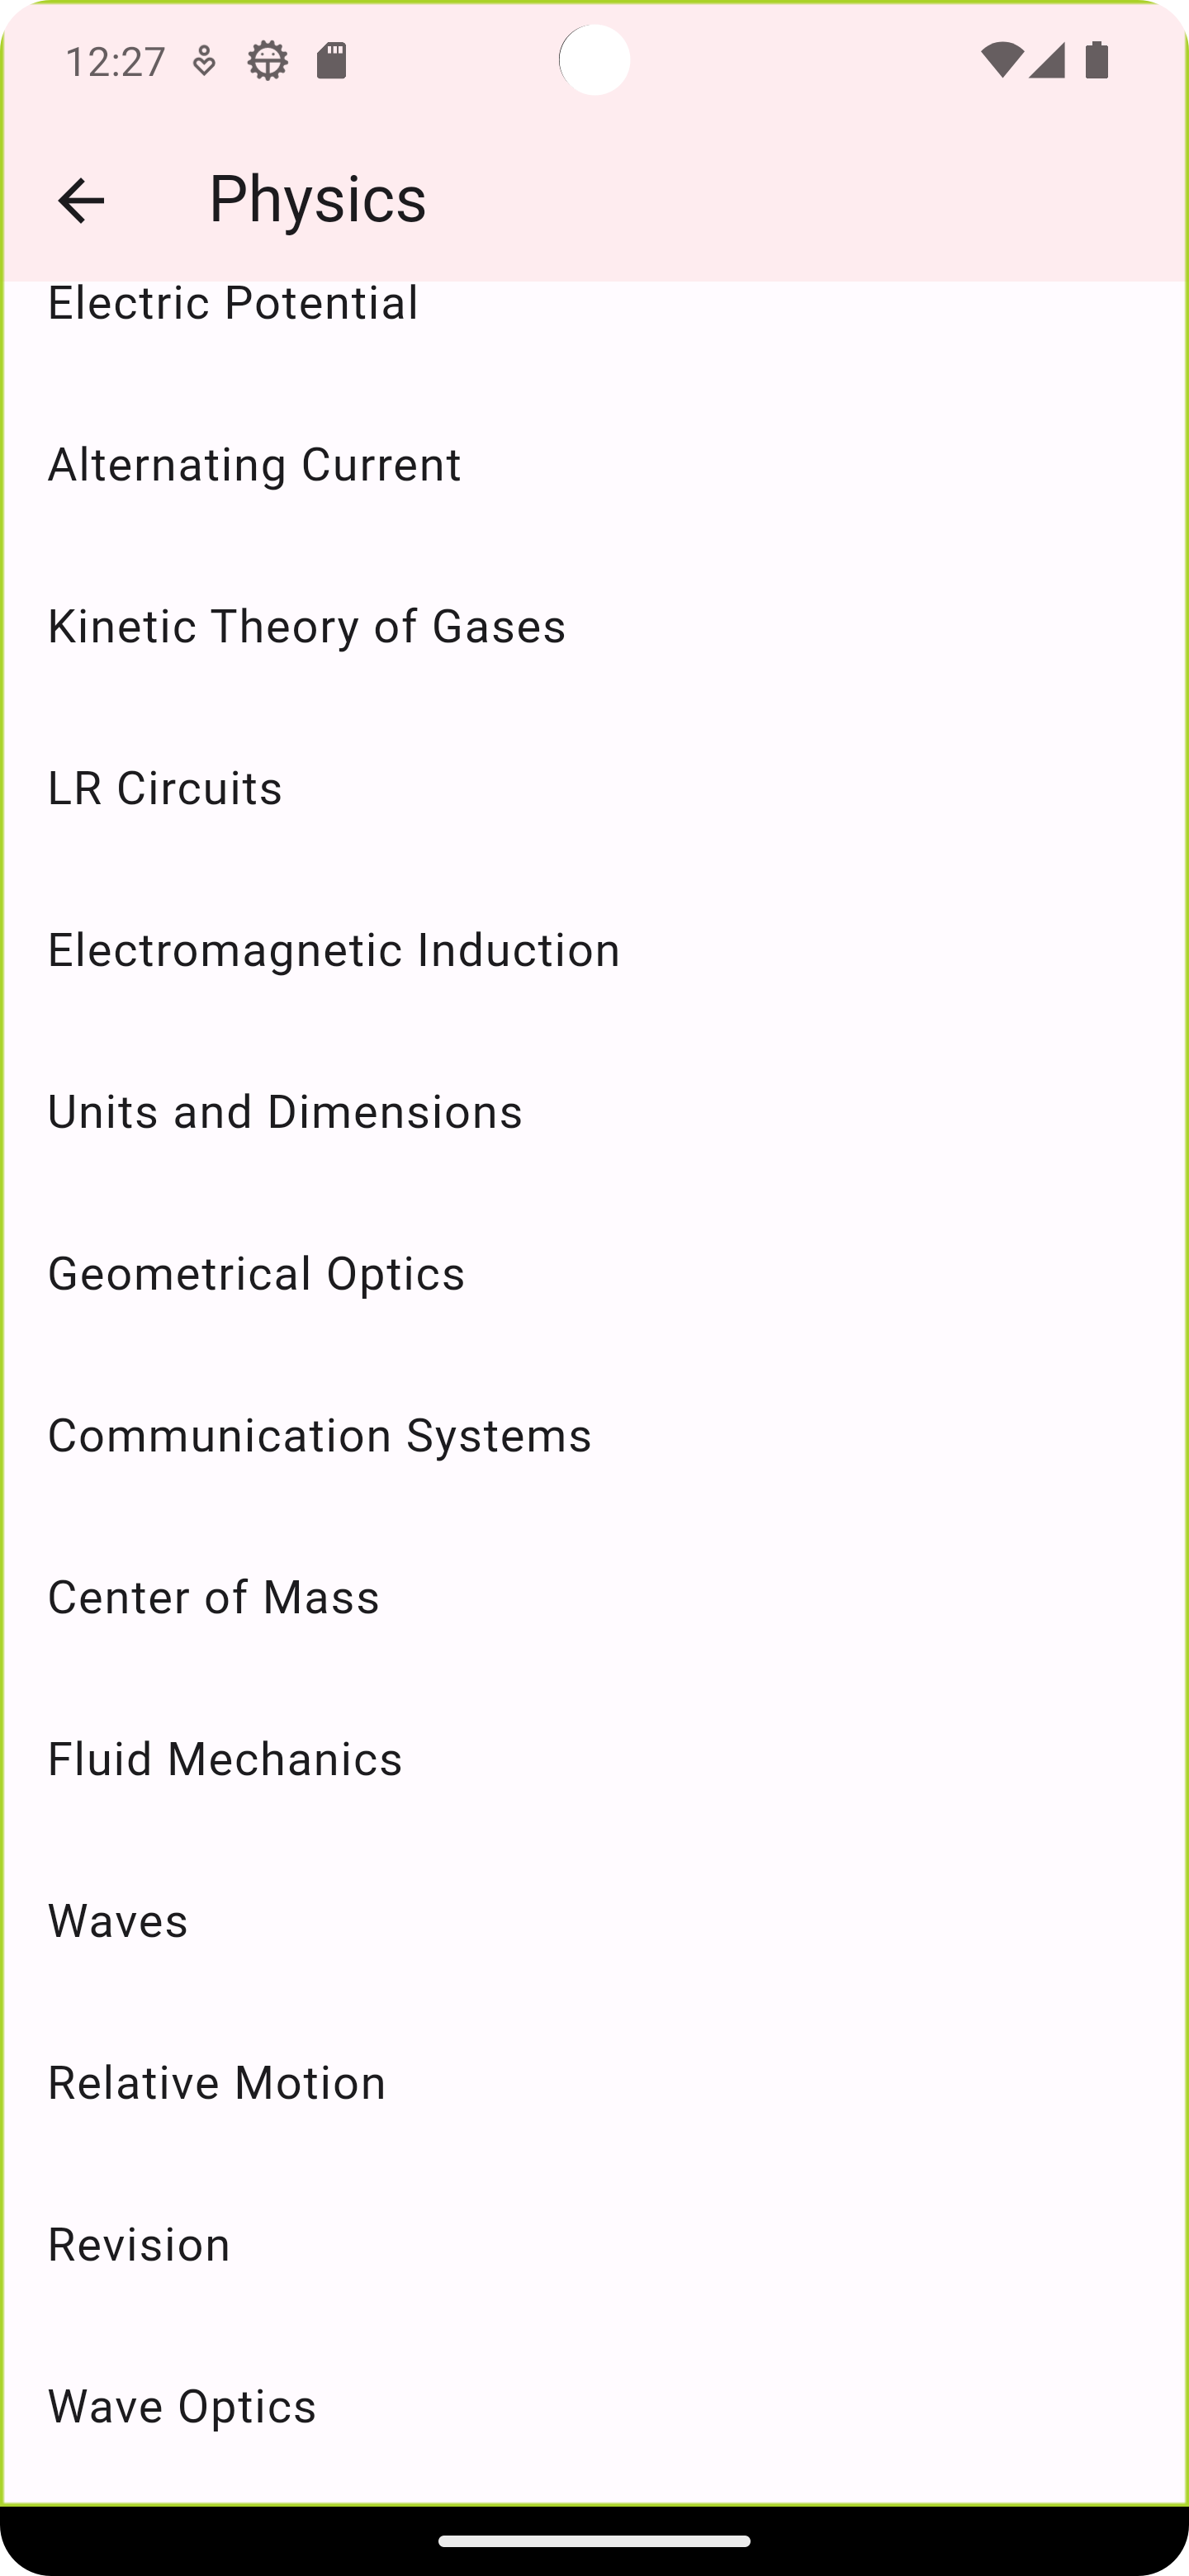 12:27
Physics
Electric Potential
Alternating Current
Kinetic Theory of Gases
LR Circuits
Electromagnetic Induction
Units and Dimensions
Geometrical Optics
Communication Systems
Center of Mass
Fluid Mechanics
Waves
Relative Motion
Revision
Wave Optics